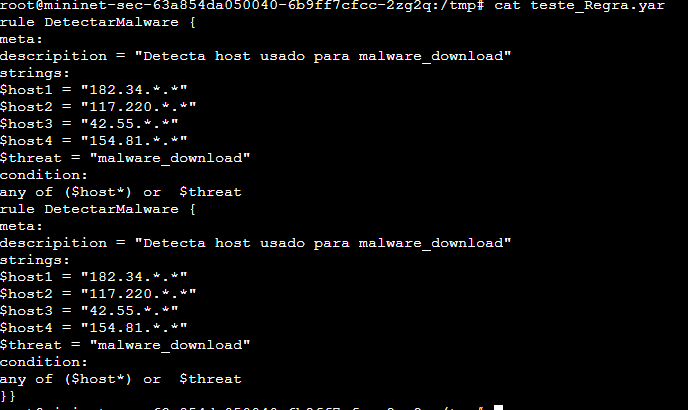 root@mininet-sec-63a854da050040-6b9ff7cfcc-2zg2q:/tmp# cat teste_Regra.yar
rule DetectarMalware {
meta:
descripition = "Detecta host usado para malware_download"
strings:
$host1 = "182.34.*.*"
$host2 = "117.220.*.*"
$host3 = "42.55.*.*"
$host4 = "154.81.*.*"
$threat = "malware_download"
condition:
any of ($host*) or  $threat
rule DetectarMalware {
meta:
descripition = "Detecta host usado para malware_download"
strings:
$host1 = "182.34.*.*"
$host2 = "117.220.*.*"
$host3 = "42.55.*.*"
$host4 = "154.81.*.*"
$threat = "malware_download"
condition:
any of ($host*) or  $threat
}}